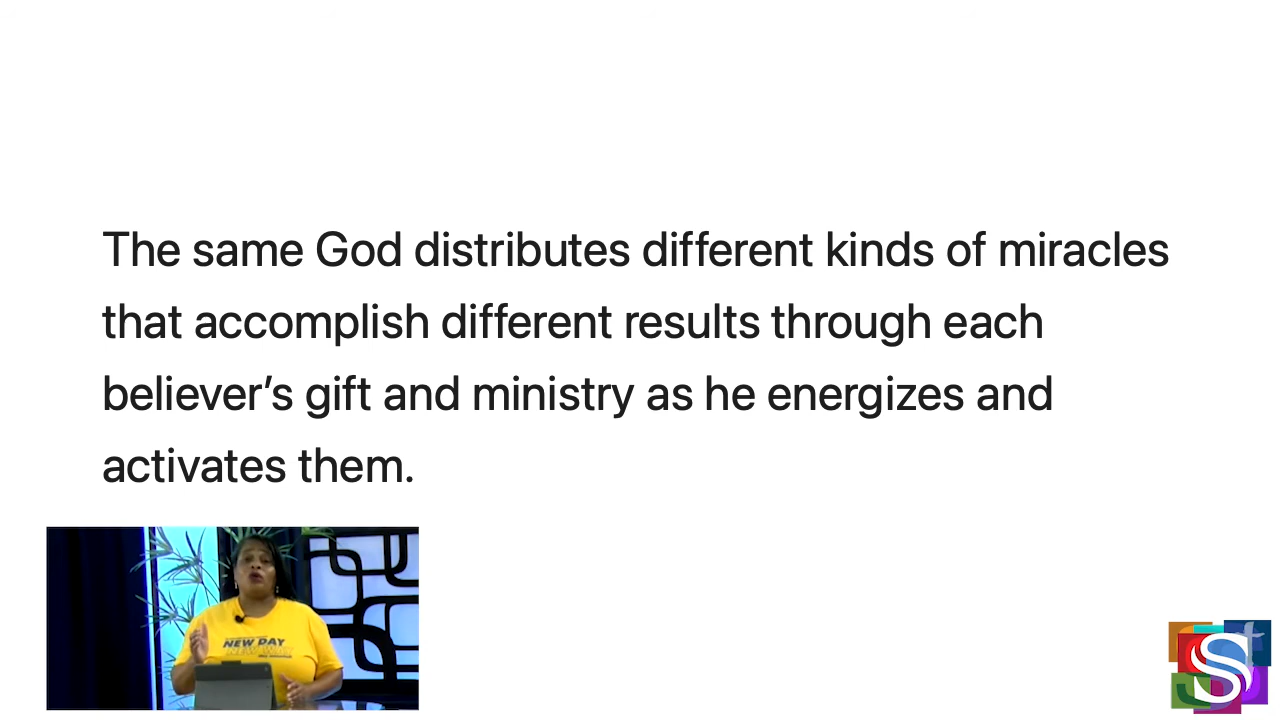 The same God distributes different kinds of miracles
that accomplish different results through each
believer’s gift and ministry as he energizes and
activates them.
NEW DAY
S